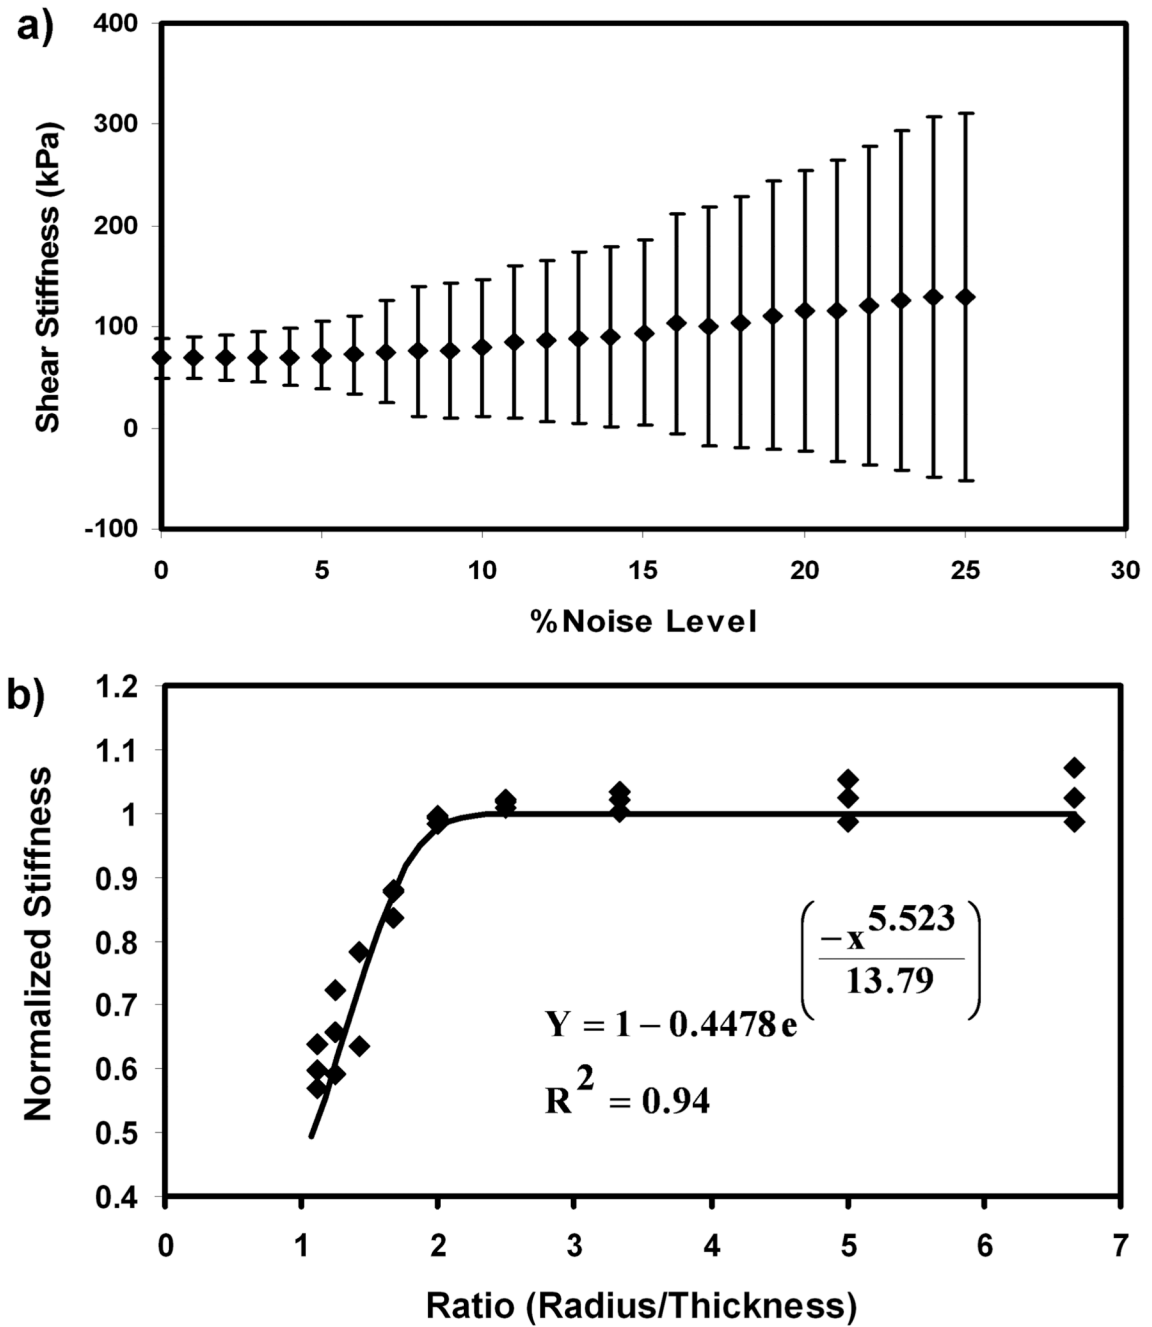 a)
400
300
200
100
0
-100
Shear Stiffness (kPa)
0 5 10 15 20 25 30
%Noise Level
b)
1.2
1.1
1
0.9
0.8
0.7
0.6
0.5
0.4
Normalized Stiffness
Y = 1 − 0.4478e^(−x^5.523/13.79)
R^2 = 0.94
0 1 2 3 4 5 6 7
Ratio (Radius/Thickness)